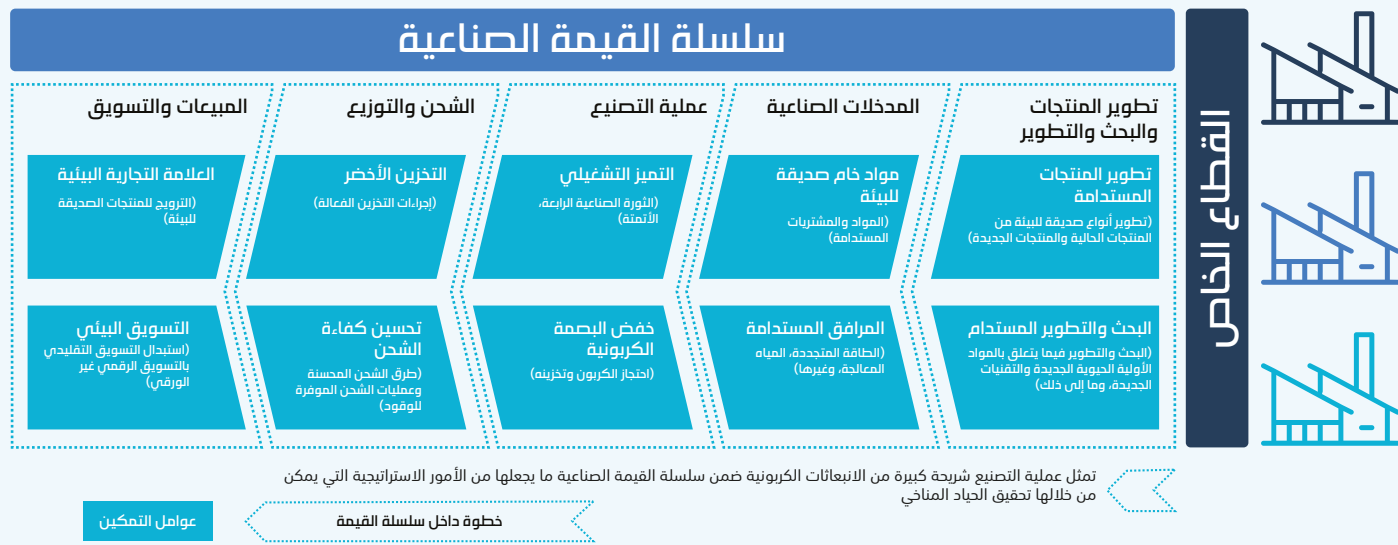 سلسلة القيمة الصناعية
القطاع الخاص
تطوير المنتجات
والبحث والتطوير
المدخلات الصناعية
عملية التصنيع
الشحن والتوزيع
المبيعات والتسويق
تطوير المنتجات
المستدامة
(تطوير أنواع صديقة للبيئة من
المنتجات الحالية والمنتجات الجديدة)
مواد خام صديقة
للبيئة
(المواد والمشتريات
المستدامة)
التميز التشغيلي
(الثورة الصناعية الرابعة،
الأتمتة)
التخزين الأخضر
(إجراءات التخزين الفعالة)
العلامة التجارية البيئية
(الترويج للمنتجات الصديقة
للبيئة)
البحث والتطوير المستدام
(البحث والتطوير فيما يتعلق بالمواد
الأولية الحيوية الجديدة والتقنيات
الجديدة، وما إلى ذلك)
المرافق المستدامة
(الطاقة المتجددة، المياه
المعالجة، وغيرها)
خفض البصمة
الكربونية
(احتجاز الكربون وتخزينه)
تحسين كفاءة
الشحن
(طرق الشحن المحسنة
وعمليات الشحن الموفرة
للوقود)
التسويق البيئي
(استبدال التسويق التقليدي
بالتسويق الرقمي غير
الورقي)
تمثل عملية التصنيع شريحة كبيرة من الانبعاثات الكربونية ضمن سلسلة القيمة الصناعية ما يجعلها من الأمور الاستراتيجية التي يمكن
من خلالها تحقيق الحياد المناخي
خطوة داخل سلسلة القيمة
عوامل التمكين